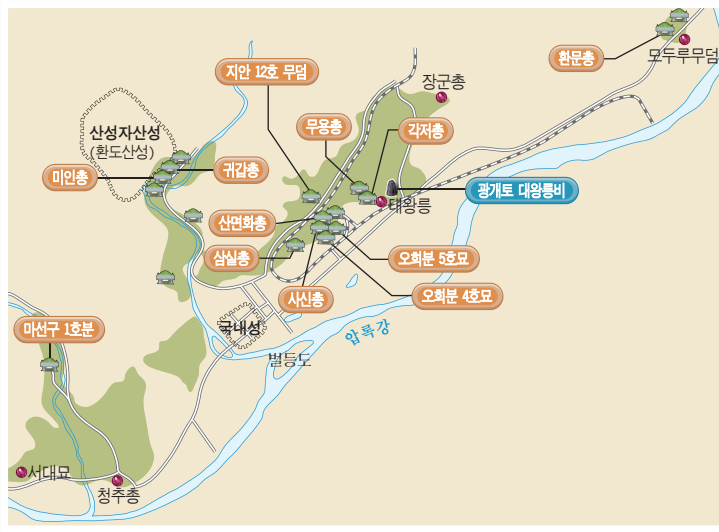 환문총
모두루무덤
지안 12호 무덤
장군총
무용총
각저총
산성자산성
(환도산성)
미인총
귀갑총
광개토 대왕릉비
대왕릉
산면화총
삼실총
오회분 5호묘
사신총
오회분 4호묘
마선구 1호분
국내성
압록강
벌등도
서대묘
청추총